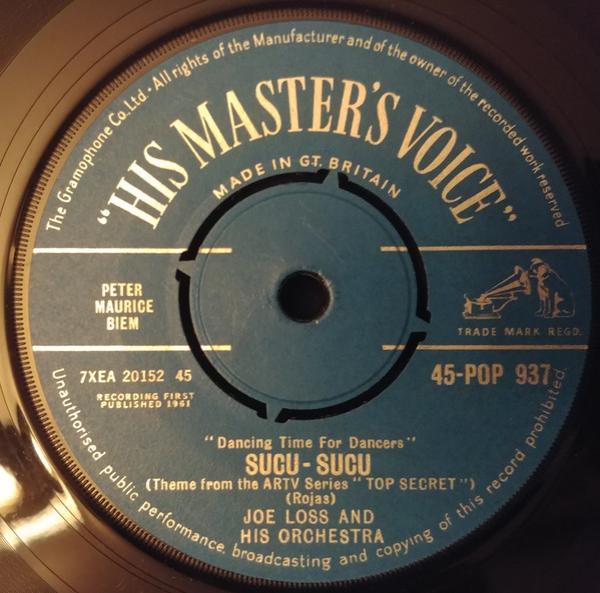 The Gramophone Co. Ltd. · All rights of the Manufacturer and of the owner of the recorded work reserved
"HIS MASTER'S VOICE"
MADE IN GT. BRITAIN
PETER
MAURICE
BIEM
TRADE MARK REGD.
7XEA 20152 45
45-POP 937
RECORDING FIRST
PUBLISHED 1961
"Dancing Time For Dancers"
SUCU - SUCU
(Theme from the ARTV Series "TOP SECRET")
(Rojas)
JOE LOSS AND
HIS ORCHESTRA
Unauthorised public performance, broadcasting and copying of this record prohibited.